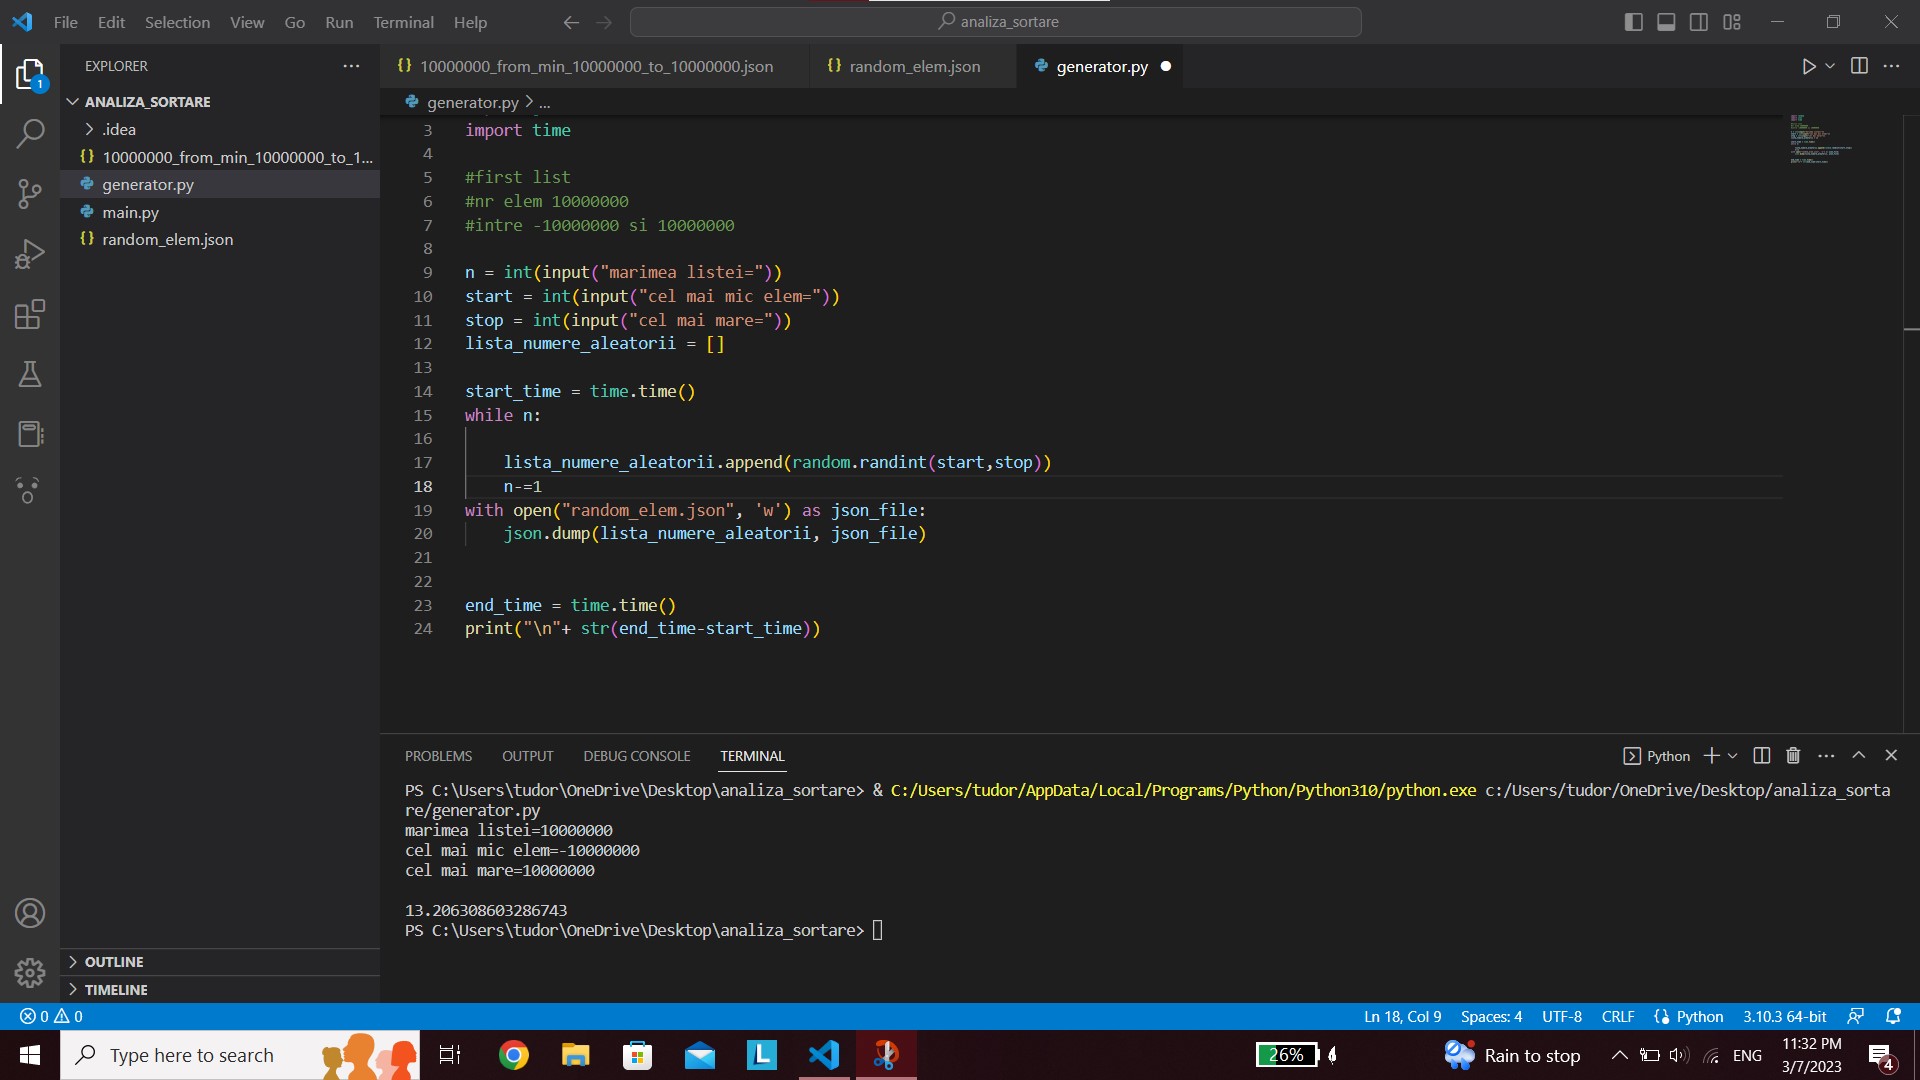 File Edit Selection View Go Run Terminal Help
analiza_sortare
EXPLORER
ANALIZA_SORTARE
.idea
10000000_from_min_10000000_to_1...
generator.py
main.py
random_elem.json
OUTLINE
TIMELINE
1
10000000_from_min_10000000_to_10000000.json
random_elem.json
generator.py
generator.py > ...
3 import time
4
5 #first list
6 #nr elem 10000000
7 #intre -10000000 si 10000000
8
9 n = int(input("marimea listei="))
10 start = int(input("cel mai mic elem="))
11 stop = int(input("cel mai mare="))
12 lista_numere_aleatorii = []
13
14 start_time = time.time()
15 while n:
16
17 lista_numere_aleatorii.append(random.randint(start,stop))
18 n-=1
19 with open("random_elem.json", 'w') as json_file:
20 json.dump(lista_numere_aleatorii, json_file)
21
22
23 end_time = time.time()
24 print("\n"+ str(end_time-start_time))
PROBLEMS OUTPUT DEBUG CONSOLE TERMINAL
Python
PS C:\Users\tudor\OneDrive\Desktop\analiza_sortare> & C:/Users/tudor/AppData/Local/Programs/Python/Python310/python.exe c:/Users/tudor/OneDrive/Desktop/analiza_sorta
re/generator.py
marimea listei=10000000
cel mai mic elem=-10000000
cel mai mare=10000000
13.206308603286743
PS C:\Users\tudor\OneDrive\Desktop\analiza_sortare>
0 0
Ln 18, Col 9 Spaces: 4 UTF-8 CRLF Python 3.10.3 64-bit
Type here to search
26%
Rain to stop
ENG
11:32 PM
3/7/2023
4